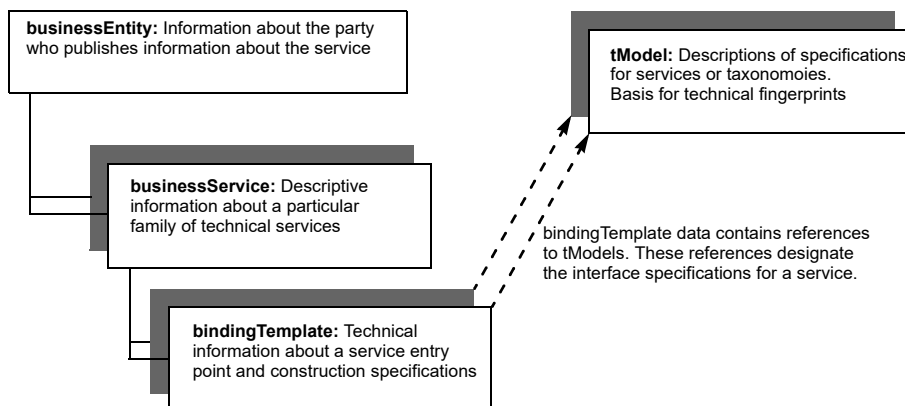 businessEntity: Information about the party
who publishes information about the service
tModel: Descriptions of specifications
for services or taxonomoies.
Basis for technical fingerprints
businessService: Descriptive
information about a particular
family of technical services
bindingTemplate data contains references
to tModels. These references designate
the interface specifications for a service.
bindingTemplate: Technical
information about a service entry
point and construction specifications